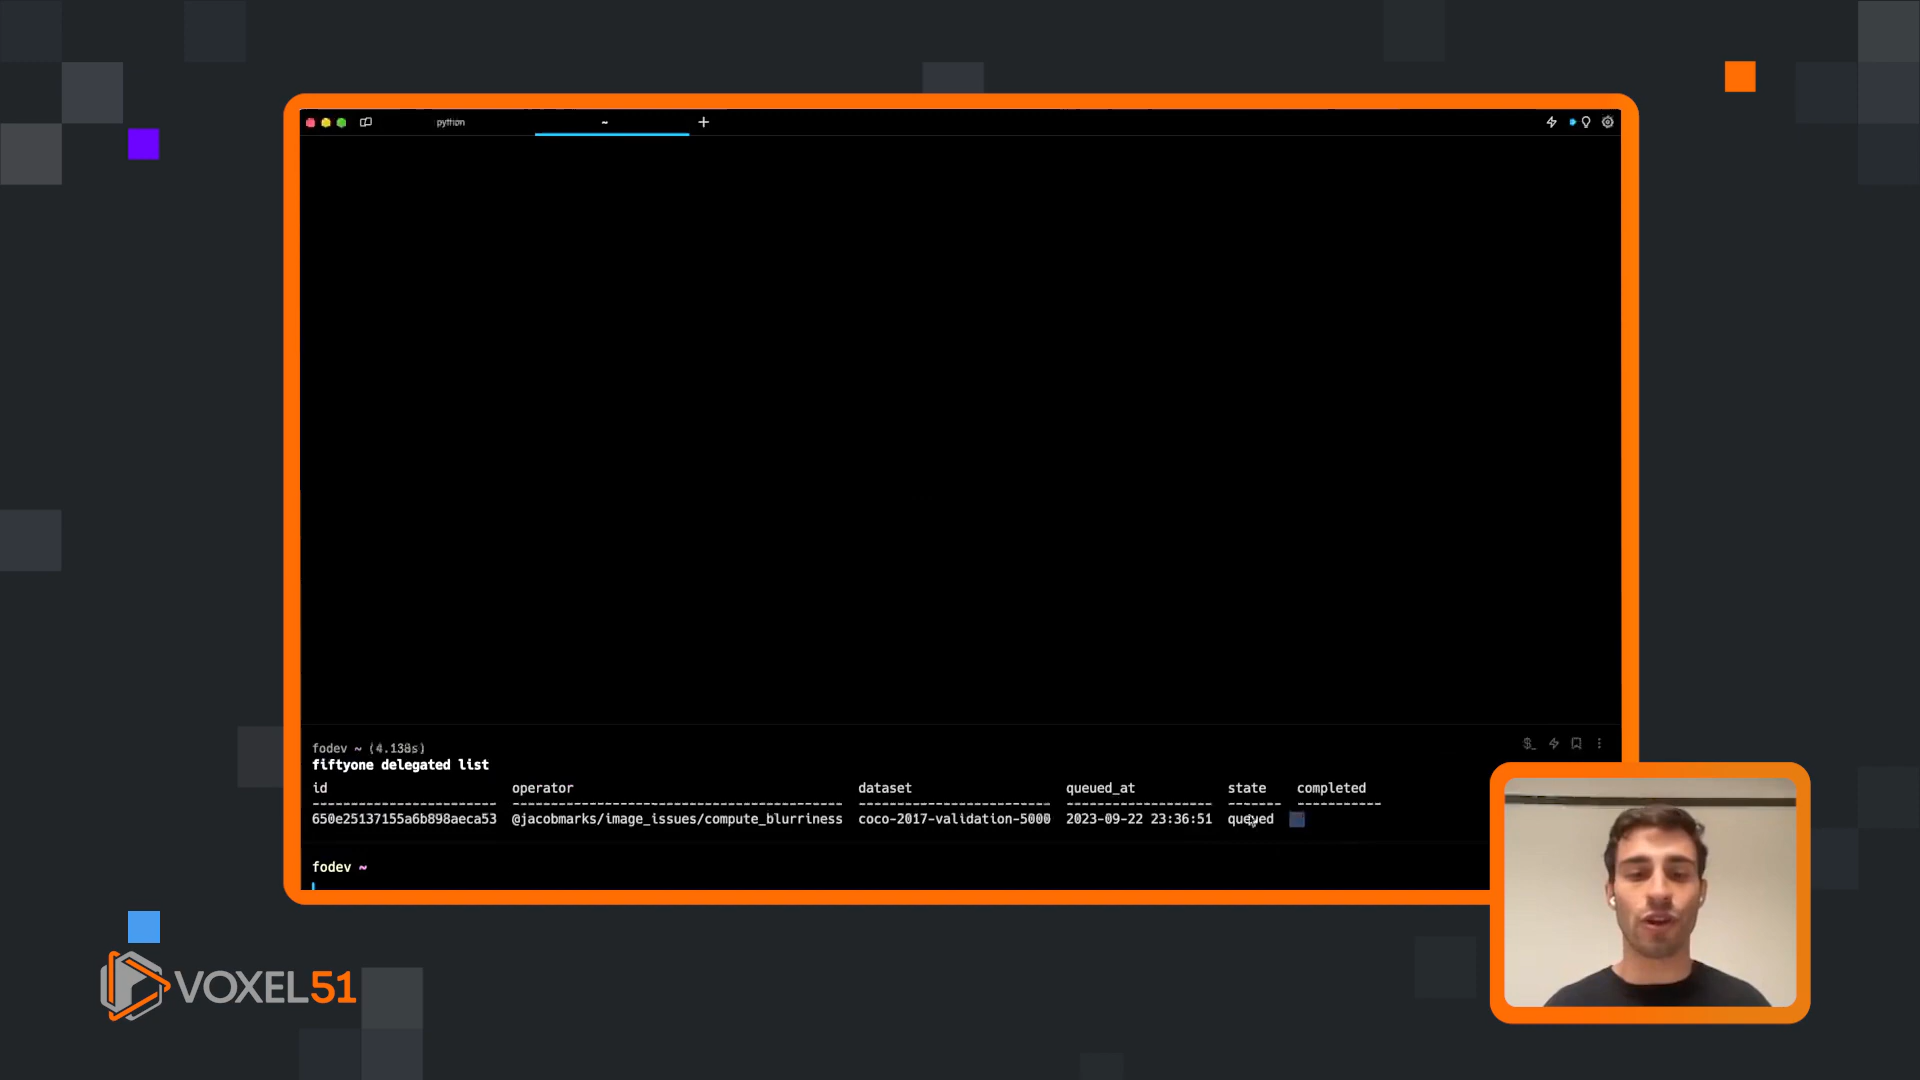 python ~ +
fodev ~ (4.138s)
fiftyone delegated list
id operator dataset queued_at state completed
650e25137155a6b898aeca53 @jacobmarks/image_issues/compute_blurriness coco-2017-validation-5000 2023-09-22 23:36:51 queued
fodev ~
VOXEL51